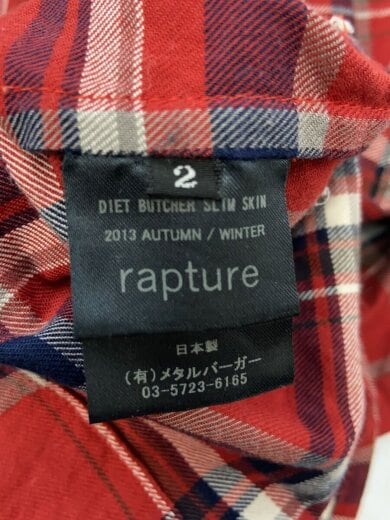 2
DIET BUTCHER SLIM SKIN
2013 AUTUMN / WINTER
rapture
日本製
(有)メタルバーガー
03-5723-6165